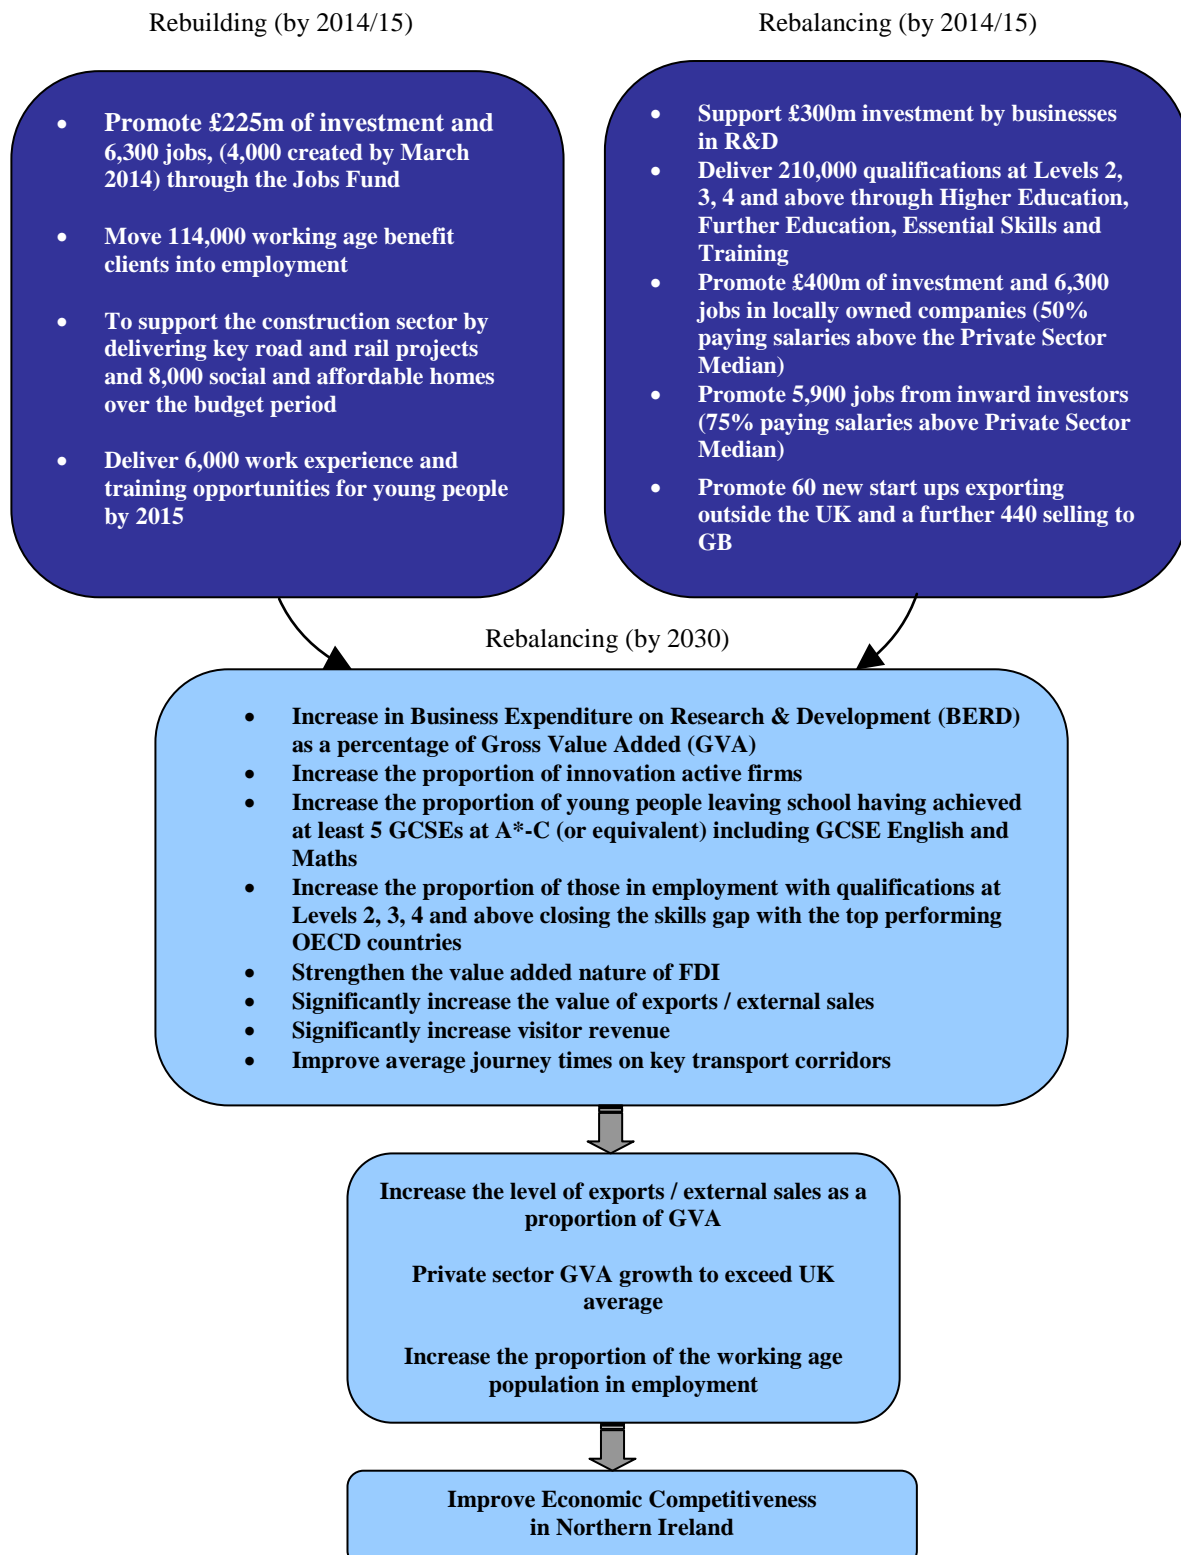 Rebuilding (by 2014/15)
Rebalancing (by 2014/15)
• Promote £225m of investment and
6,300 jobs, (4,000 created by March
2014) through the Jobs Fund
• Move 114,000 working age benefit
clients into employment
• To support the construction sector by
delivering key road and rail projects
and 8,000 social and affordable homes
over the budget period
• Deliver 6,000 work experience and
training opportunities for young people
by 2015
• Support £300m investment by businesses
in R&D
• Deliver 210,000 qualifications at Levels 2,
3, 4 and above through Higher Education,
Further Education, Essential Skills and
Training
• Promote £400m of investment and 6,300
jobs in locally owned companies (50%
paying salaries above the Private Sector
Median)
• Promote 5,900 jobs from inward investors
(75% paying salaries above Private Sector
Median)
• Promote 60 new start ups exporting
outside the UK and a further 440 selling to
GB
Rebalancing (by 2030)
• Increase in Business Expenditure on Research & Development (BERD)
as a percentage of Gross Value Added (GVA)
• Increase the proportion of innovation active firms
• Increase the proportion of young people leaving school having achieved
at least 5 GCSEs at A*-C (or equivalent) including GCSE English and
Maths
• Increase the proportion of those in employment with qualifications at
Levels 2, 3, 4 and above closing the skills gap with the top performing
OECD countries
• Strengthen the value added nature of FDI
• Significantly increase the value of exports / external sales
• Significantly increase visitor revenue
• Improve average journey times on key transport corridors
Increase the level of exports / external sales as a
proportion of GVA
Private sector GVA growth to exceed UK
average
Increase the proportion of the working age
population in employment
Improve Economic Competitiveness
in Northern Ireland